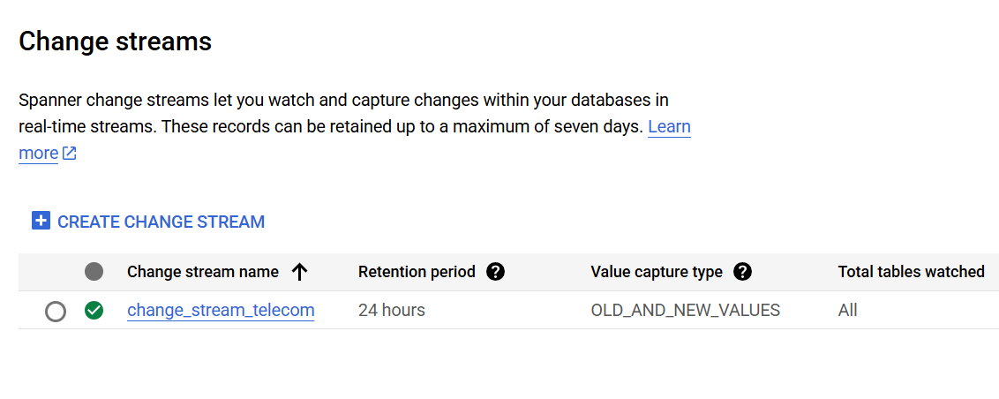 Change streams
Spanner change streams let you watch and capture changes within your databases in
real-time streams. These records can be retained up to a maximum of seven days. Learn
more
CREATE CHANGE STREAM
Change stream name Retention period Value capture type Total tables watched
change_stream_telecom 24 hours OLD_AND_NEW_VALUES All